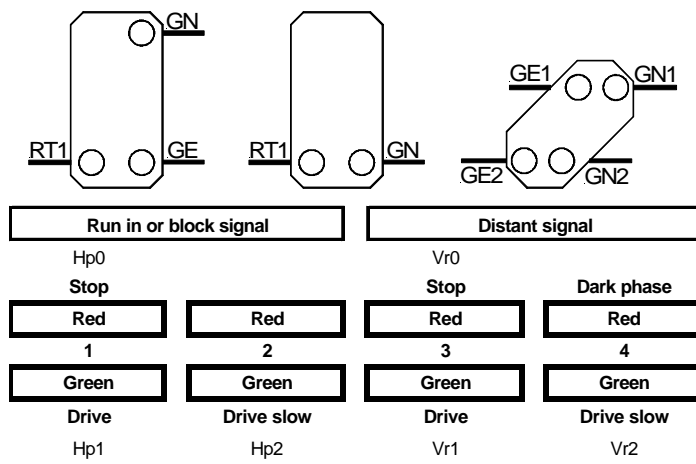 GN
GE1 GN1
RT1 GE RT1 GN GE2 GN2
Run in or block signal Distant signal
Hp0 Vr0
Stop Stop Dark phase
Red Red Red Red
1 2 3 4
Green Green Green Green
Drive Drive slow Drive Drive slow
Hp1 Hp2 Vr1 Vr2